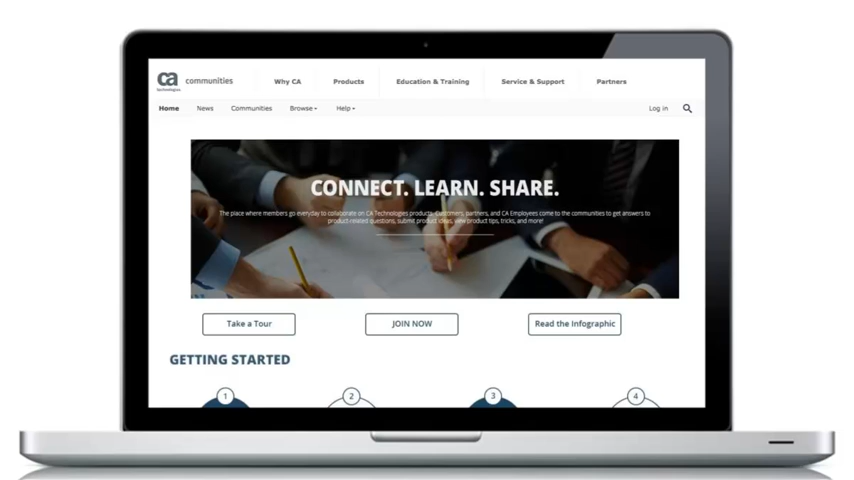 ca communities Why CA Products Education & Training Service & Support Partners
technologies
Home News Communities Browse Help Log in
CONNECT. LEARN. SHARE.
The place where members go everyday to collaborate on CA Technologies products. Customers, partners, and CA Employees come to the communities to get answers to
product-related questions, submit product ideas, view product tips, tricks, and more!
Take a Tour JOIN NOW Read the Infographic
GETTING STARTED
1 2 3 4